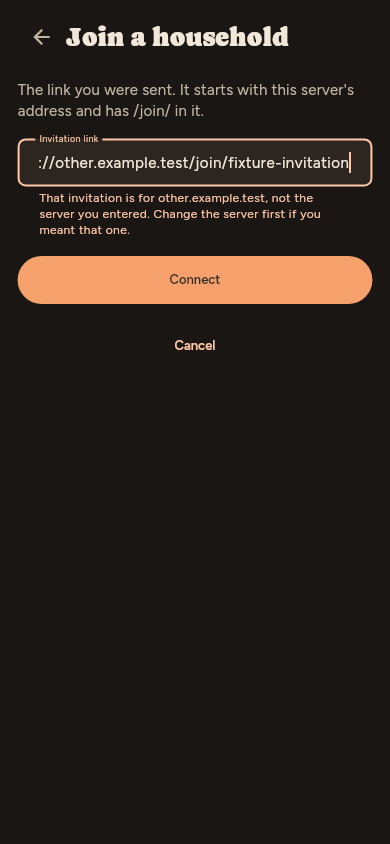 Join a household
The link you were sent. It starts with this server's
address and has /join/ in it.
Invitation link
://other.example.test/join/fixture-invitation
That invitation is for other.example.test, not the
server you entered. Change the server first if you
meant that one.
Connect
Cancel